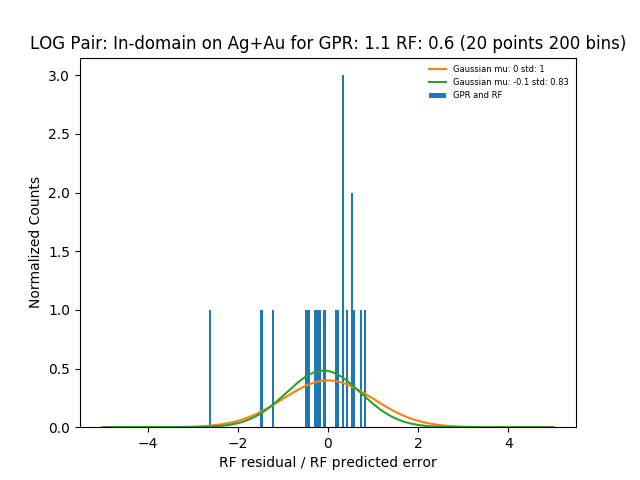 LOG Pair: In-domain on Ag+Au for GPR: 1.1 RF: 0.6 (20 points 200 bins)
Gaussian mu: 0 std: 1
Gaussian mu: -0.1 std: 0.83
GPR and RF
Normalized Counts
3.0
2.5
2.0
1.5
1.0
0.5
0.0
−4 −2 0 2 4
RF residual / RF predicted error